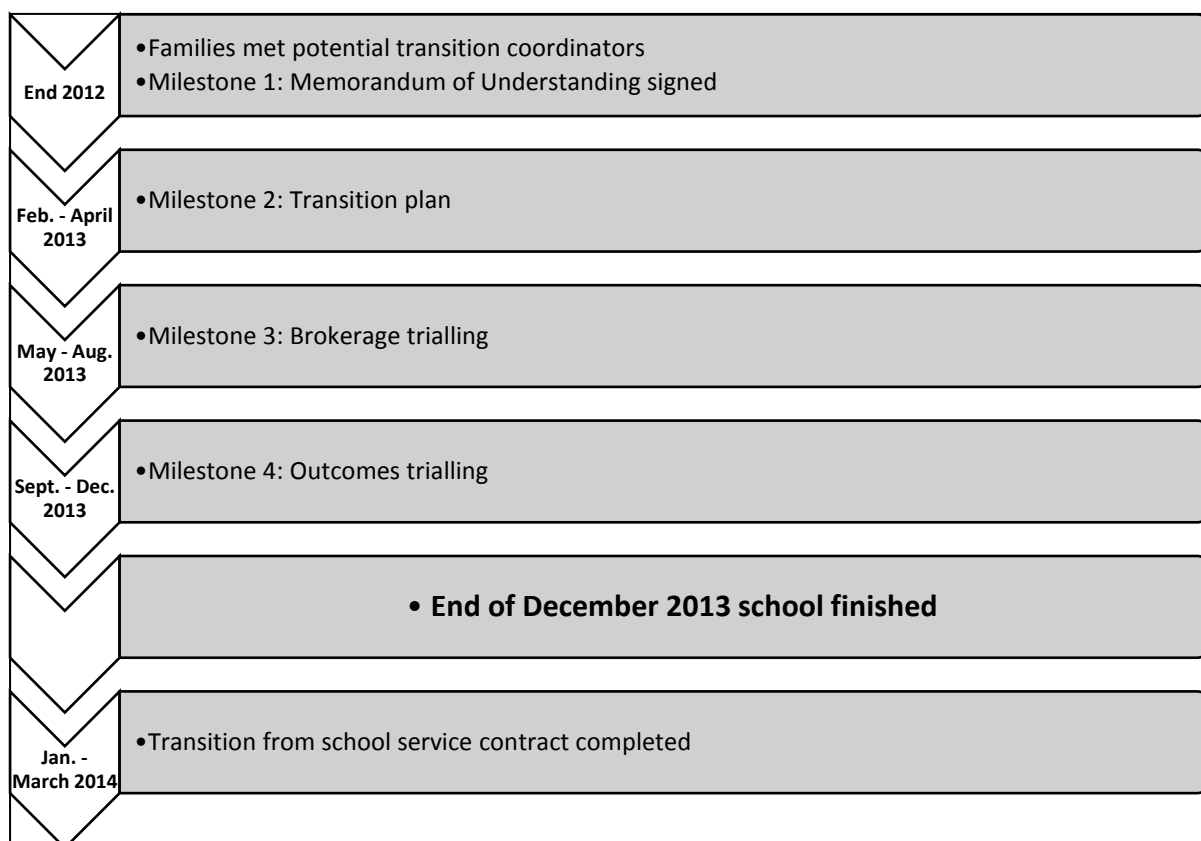 End 2012
•Families met potential transition coordinators
•Milestone 1: Memorandum of Understanding signed
Feb. - April
2013
•Milestone 2: Transition plan
May - Aug.
2013
•Milestone 3: Brokerage trialling
Sept. - Dec.
2013
•Milestone 4: Outcomes trialling
• End of December 2013 school finished
Jan. -
March 2014
•Transition from school service contract completed